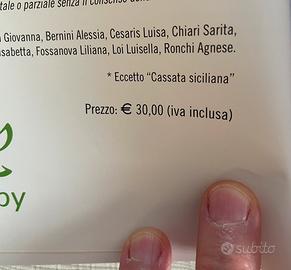 tale o parziale senza il consenso
Giovanna, Bernini Alessia, Cesaris Luisa, Chiari Sarita,
sabetta, Fossanova Liliana, Loi Luisella, Ronchi Agnese.
* Eccetto “Cassata siciliana”
Prezzo: € 30,00 (iva inclusa)
by
subito